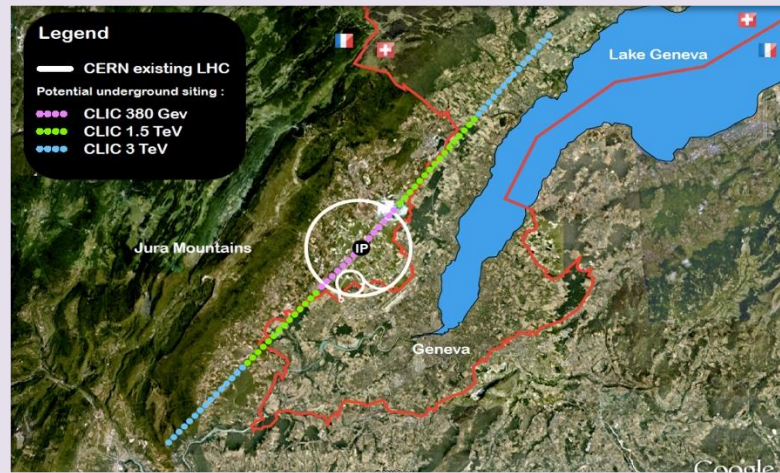 Legend
CERN existing LHC
Potential underground siting :
CLIC 380 Gev
CLIC 1.5 TeV
CLIC 3 TeV
Lake Geneva
Jura Mountains
IP
Geneva
Google